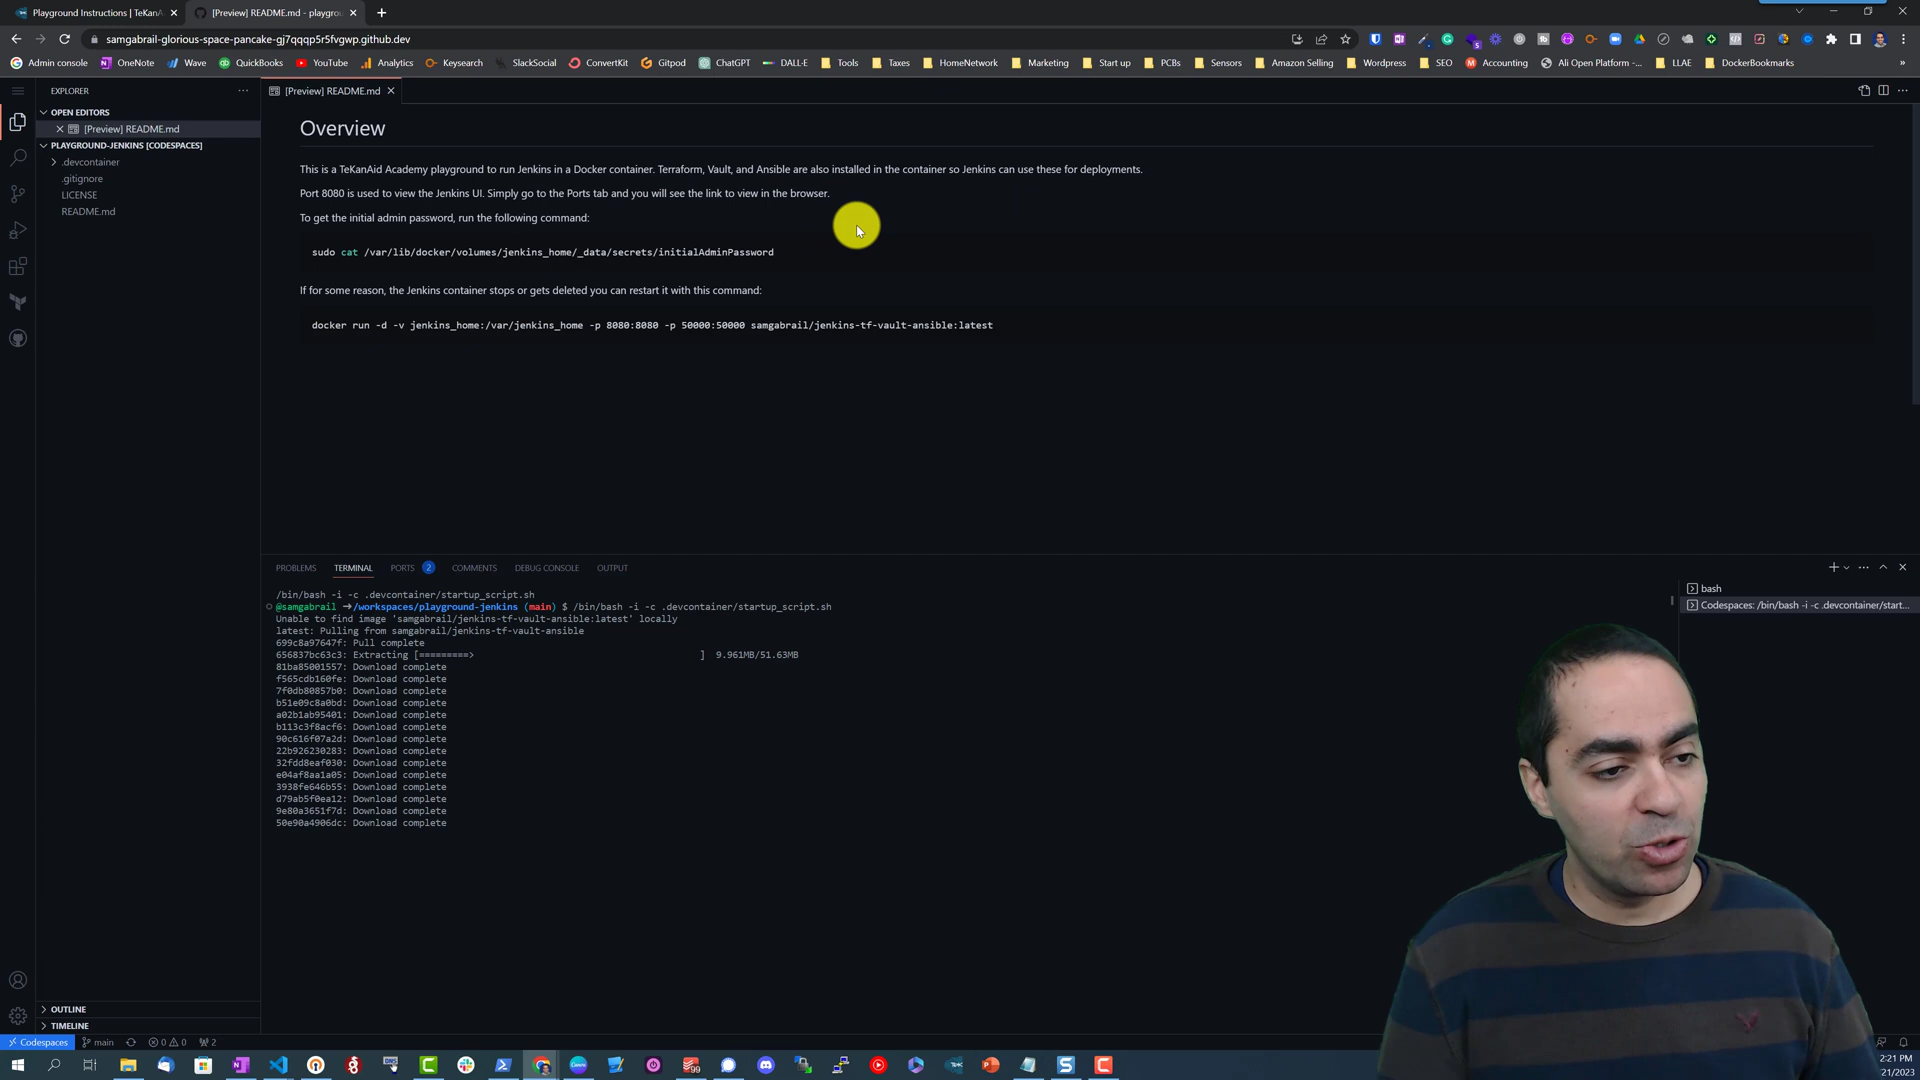 Playground Instructions | TeKanA
[Preview] README.md - playgrou
samgabrail-glorious-space-pancake-gj7qqqp5r5fvgwp.github.dev
Admin console
OneNote
Wave
QuickBooks
YouTube
Analytics
Keysearch
SlackSocial
ConvertKit
Gitpod
ChatGPT
DALL-E
Tools
Taxes
HomeNetwork
Marketing
Start up
PCBs
Sensors
Amazon Selling
Wordpress
SEO
Accounting
Ali Open Platform -...
LLAE
DockerBookmarks
EXPLORER
[Preview] README.md
OPEN EDITORS
[Preview] README.md
PLAYGROUND-JENKINS [CODESPACES]
.devcontainer
.gitignore
LICENSE
README.md
Overview
This is a TeKanAid Academy playground to run Jenkins in a Docker container. Terraform, Vault, and Ansible are also installed in the container so Jenkins can use these for deployments.
Port 8080 is used to view the Jenkins UI. Simply go to the Ports tab and you will see the link to view in the browser.
To get the initial admin password, run the following command:
sudo cat /var/lib/docker/volumes/jenkins_home/_data/secrets/initialAdminPassword
If for some reason, the Jenkins container stops or gets deleted you can restart it with this command:
docker run -d -v jenkins_home:/var/jenkins_home -p 8080:8080 -p 50000:50000 samgabrail/jenkins-tf-vault-ansible:latest
PROBLEMS
TERMINAL
PORTS 2
COMMENTS
DEBUG CONSOLE
OUTPUT
/bin/bash -i -c .devcontainer/startup_script.sh
@samgabrail ➜/workspaces/playground-jenkins (main) $ /bin/bash -i -c .devcontainer/startup_script.sh
Unable to find image 'samgabrail/jenkins-tf-vault-ansible:latest' locally
latest: Pulling from samgabrail/jenkins-tf-vault-ansible
699c8a97647f: Pull complete
656837bc63c3: Extracting [=========>                                         ]  9.961MB/51.63MB
81ba85001557: Download complete
f565cdb160fe: Download complete
7f0db80857b0: Download complete
b51e09c8a0bd: Download complete
a02b1ab95401: Download complete
b113c3f8acf6: Download complete
90c616f07a2d: Download complete
22b926230283: Download complete
32fdd8eaf030: Download complete
e04af8aa1a05: Download complete
3938fe646b55: Download complete
d79ab5f0ea12: Download complete
9e80a3651f7d: Download complete
50e90a4906dc: Download complete
bash
Codespaces: /bin/bash -i -c .devcontainer/start...
OUTLINE
TIMELINE
Codespaces
main
0
0
2
2:21 PM
21/2023